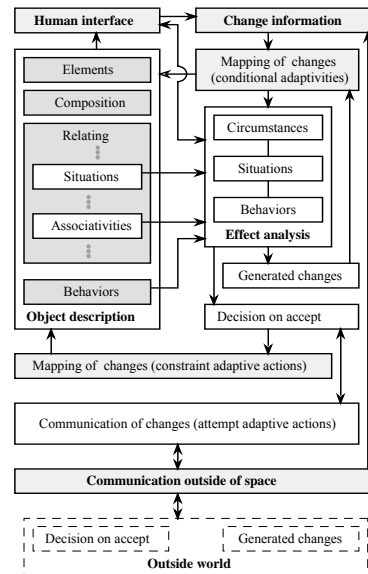 Human interface
Change information
Mapping of changes
(conditional adaptivities)
Elements
Composition
Relating
Situations
Associativities
Behaviors
Object description
Circumstances
Situations
Behaviors
Effect analysis
Generated changes
Decision on accept
Mapping of changes (constraint adaptive actions)
Communication of changes (attempt adaptive actions)
Communication outside of space
Decision on accept
Generated changes
Outside world